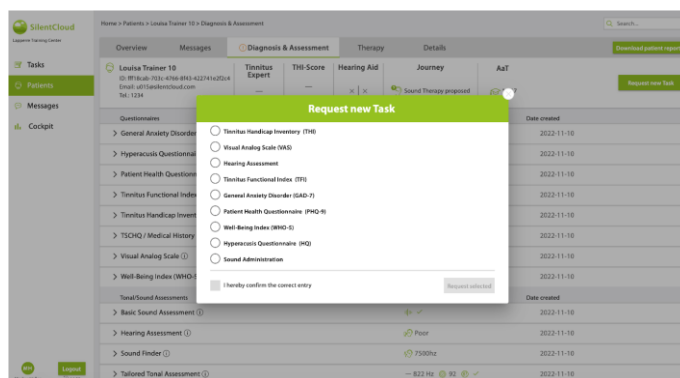 SilentCloud
Lapperre Training Center
Home > Patients > Louisa Trainer 10 > Diagnosis & Assessment
Search...
Overview Messages Diagnosis & Assessment Therapy Details
Download patient report
Tasks
Patients
Messages
Cockpit
Louisa Trainer 10
Email: u015@silentcloud.com
Tel.: 1234
Tinnitus Expert
THI-Score
Hearing Aid
Journey
AaT
Sound Therapy proposed
Request new Task
Request new Task
Tinnitus Handicap Inventory (THI)
Visual Analog Scale (VAS)
Hearing Assessment
Tinnitus Functional Index (TFI)
General Anxiety Disorder (GAD-7)
Patient Health Questionnaire (PHQ-9)
Well-Being Index (WHO-5)
Hyperacusis Questionnaire (HQ)
Sound Administration
I hereby confirm the correct entry
Request selected
Questionnaires Date created
General Anxiety Disorder 2022-11-10
Hyperacusis Questionnai 2022-11-10
Patient Health Questionn 2022-11-10
Tinnitus Functional Index 2022-11-10
Tinnitus Handicap Invent 2022-11-10
TSCHQ / Medical History 2022-11-10
Visual Analog Scale 2022-11-10
Well-Being Index (WHO-5 2022-11-10
Tonal/Sound Assessments Date created
Basic Sound Assessment 2022-11-10
Hearing Assessment Poor 2022-11-10
Sound Finder 7500hz 2022-11-10
Tailored Tonal Assessment 822 Hz 92 2022-11-10
Logout